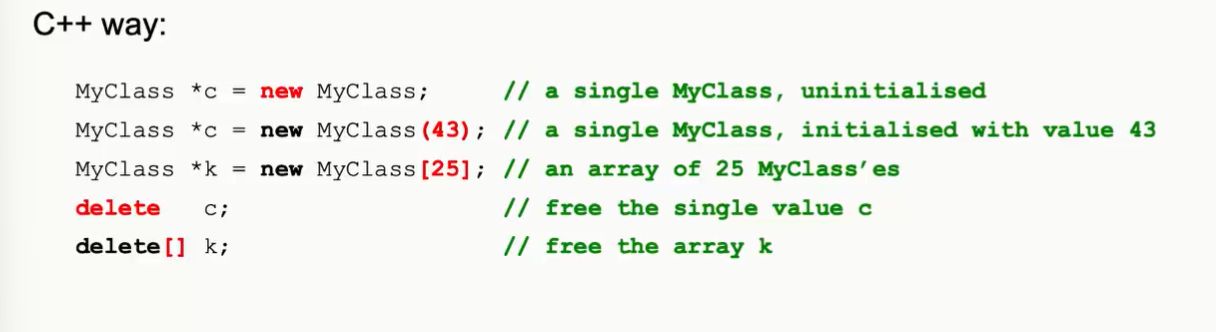 C++ way:
MyClass *c = new MyClass; // a single MyClass, uninitialised
MyClass *c = new MyClass(43); // a single MyClass, initialised with value 43
MyClass *k = new MyClass[25]; // an array of 25 MyClass’es
delete c; // free the single value c
delete[] k; // free the array k